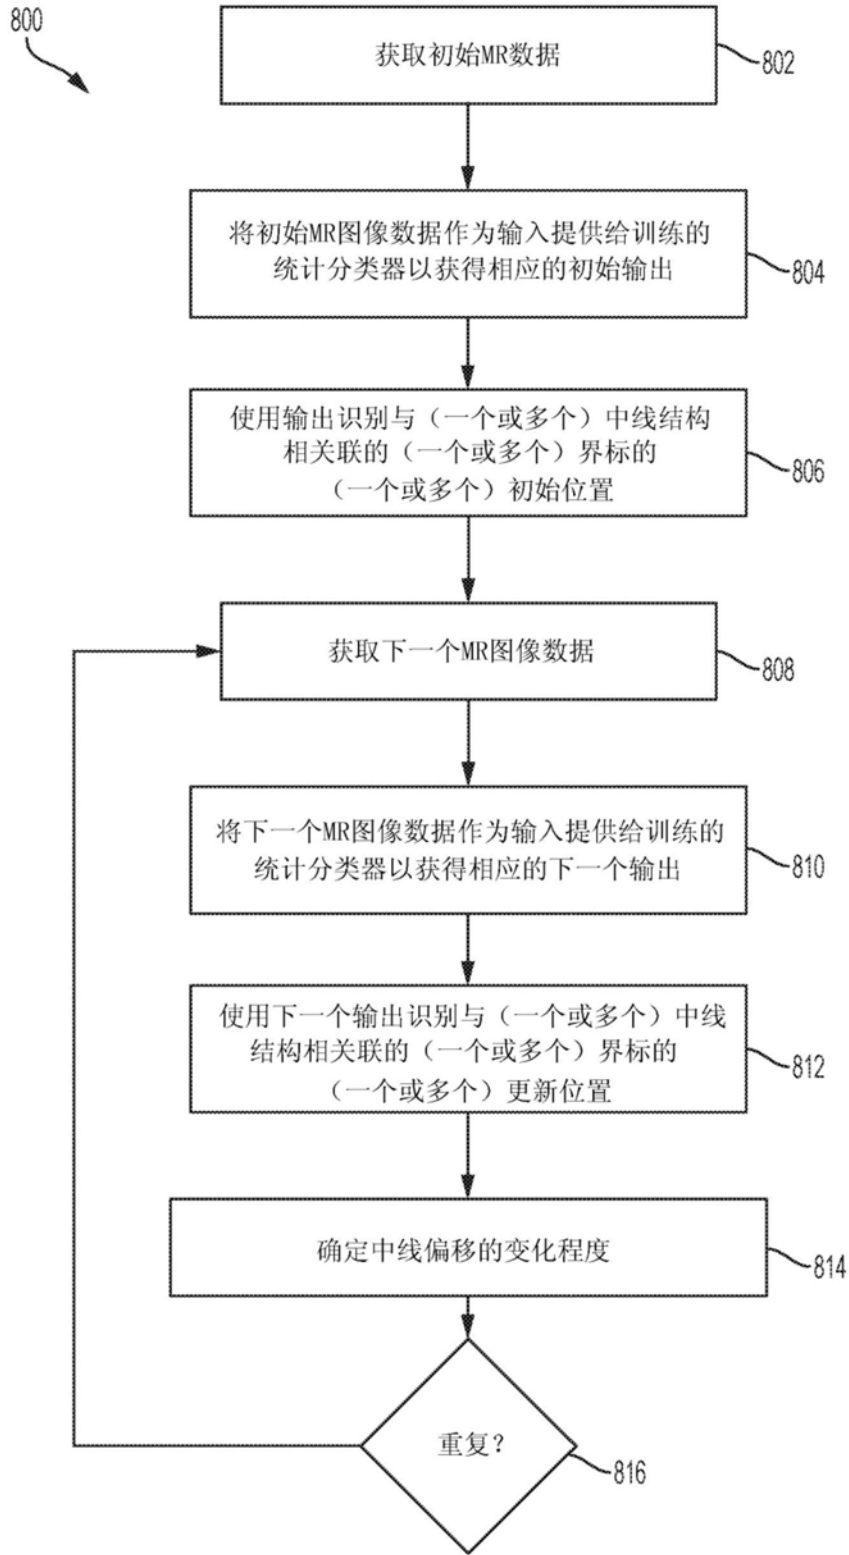 800
获取初始MR数据
802
将初始MR图像数据作为输入提供给训练的
统计分类器以获得相应的初始输出
804
使用输出识别与（一个或多个）中线结构
相关联的（一个或多个）界标的
（一个或多个）初始位置
806
获取下一个MR图像数据
808
将下一个MR图像数据作为输入提供给训练的
统计分类器以获得相应的下一个输出
810
使用下一个输出识别与（一个或多个）中线
结构相关联的（一个或多个）界标的
（一个或多个）更新位置
812
确定中线偏移的变化程度
814
重复？
816